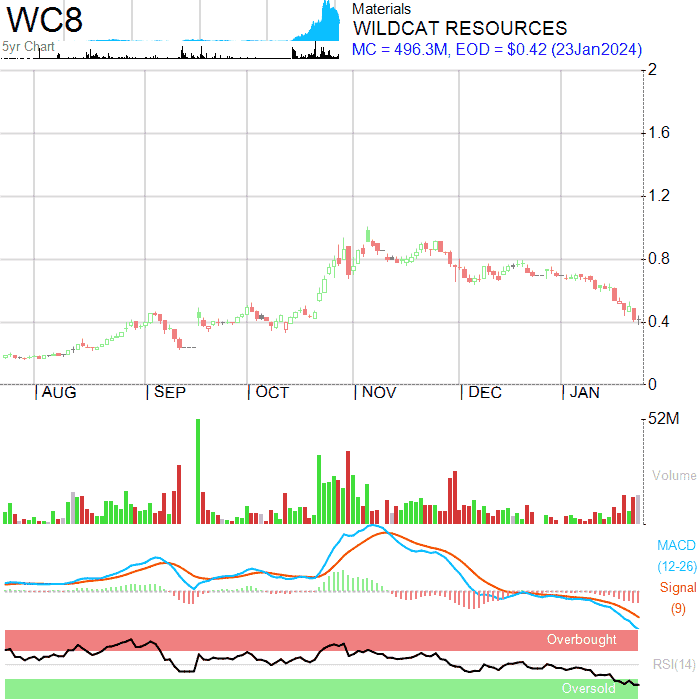 WC8
5yr Chart
Materials
WILDCAT RESOURCES
MC = 496.3M, EOD = $0.42 (23Jan2024)
2
1.6
1.2
0.8
0.4
0
AUG
SEP
OCT
NOV
DEC
JAN
52M
Volume
MACD
(12-26)
Signal
(9)
Overbought
RSI(14)
Oversold